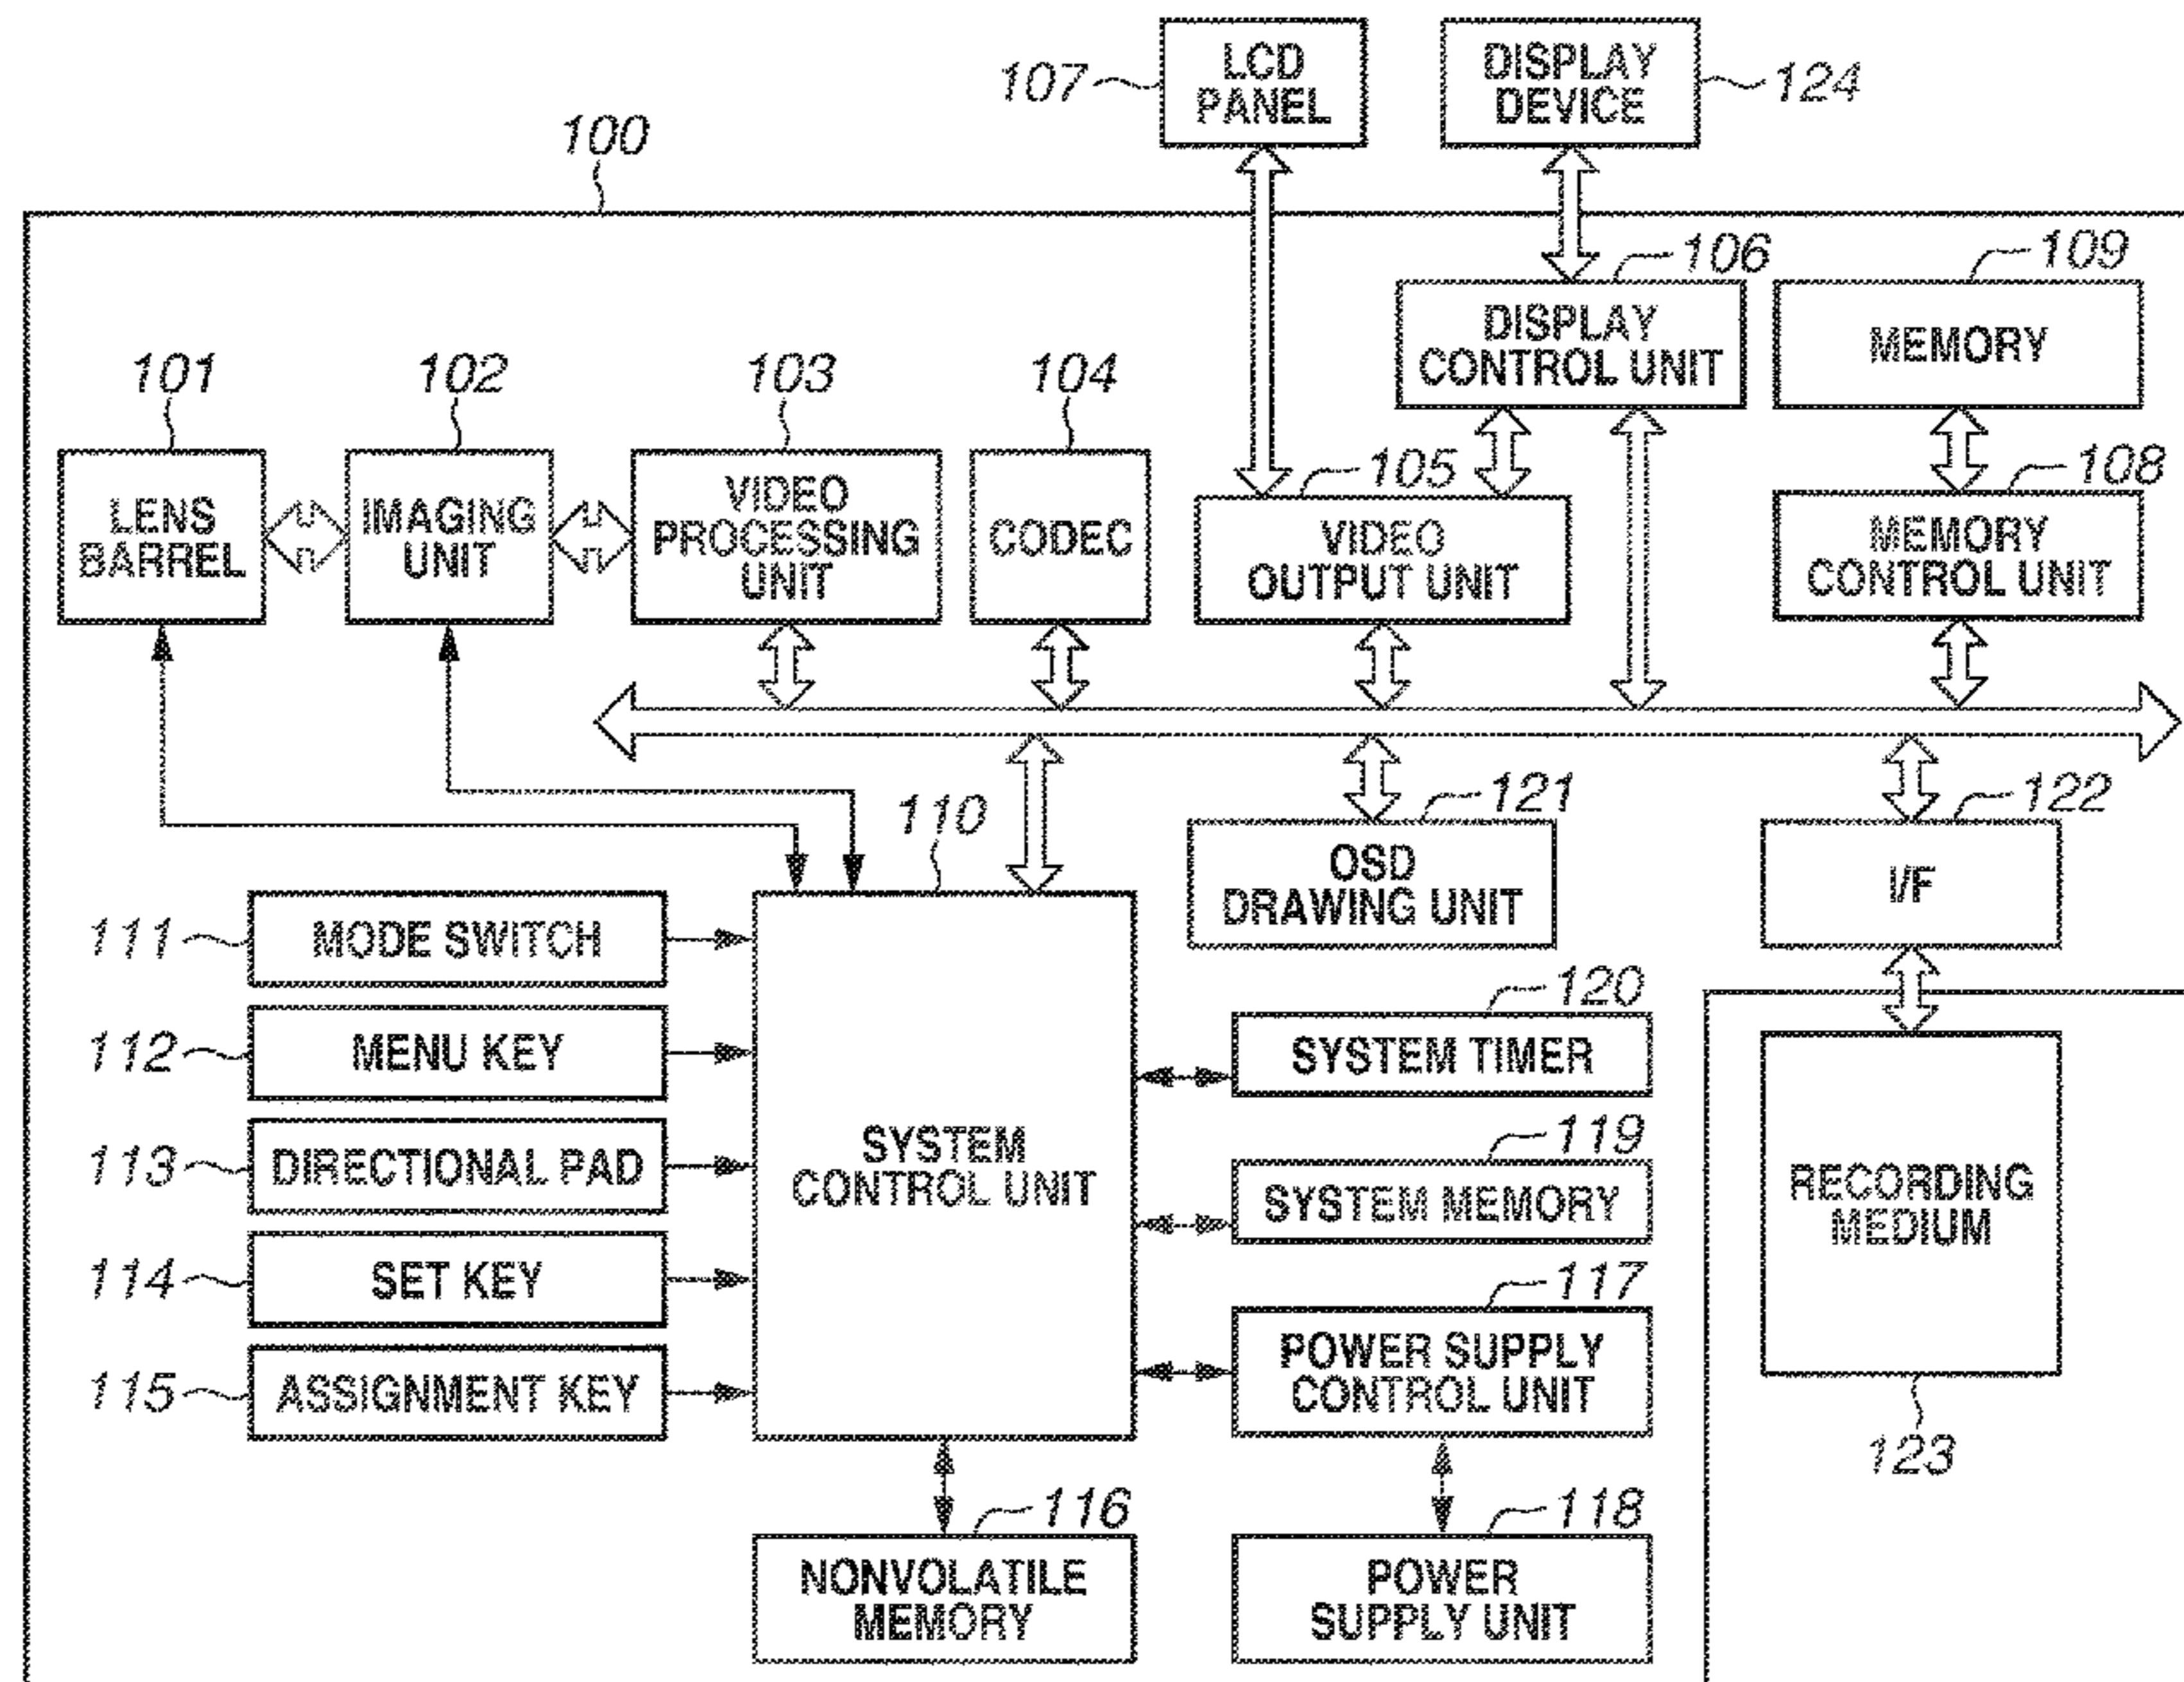 107
LCD
PANEL
DISPLAY
DEVICE
124
100
106
109
DISPLAY
CONTROL UNIT
MEMORY
101
102
103
104
105
108
LENS
BARREL
IMAGING
UNIT
VIDEO
PROCESSING
UNIT
CODEC
VIDEO
OUTPUT UNIT
MEMORY
CONTROL UNIT
110
121
122
OSD
DRAWING UNIT
I/F
111
MODE SWITCH
112
MENU KEY
113
DIRECTIONAL PAD
114
SET KEY
115
ASSIGNMENT KEY
SYSTEM
CONTROL UNIT
120
SYSTEM TIMER
119
SYSTEM MEMORY
117
POWER SUPPLY
CONTROL UNIT
RECORDING
MEDIUM
123
116
NONVOLATILE
MEMORY
118
POWER
SUPPLY UNIT